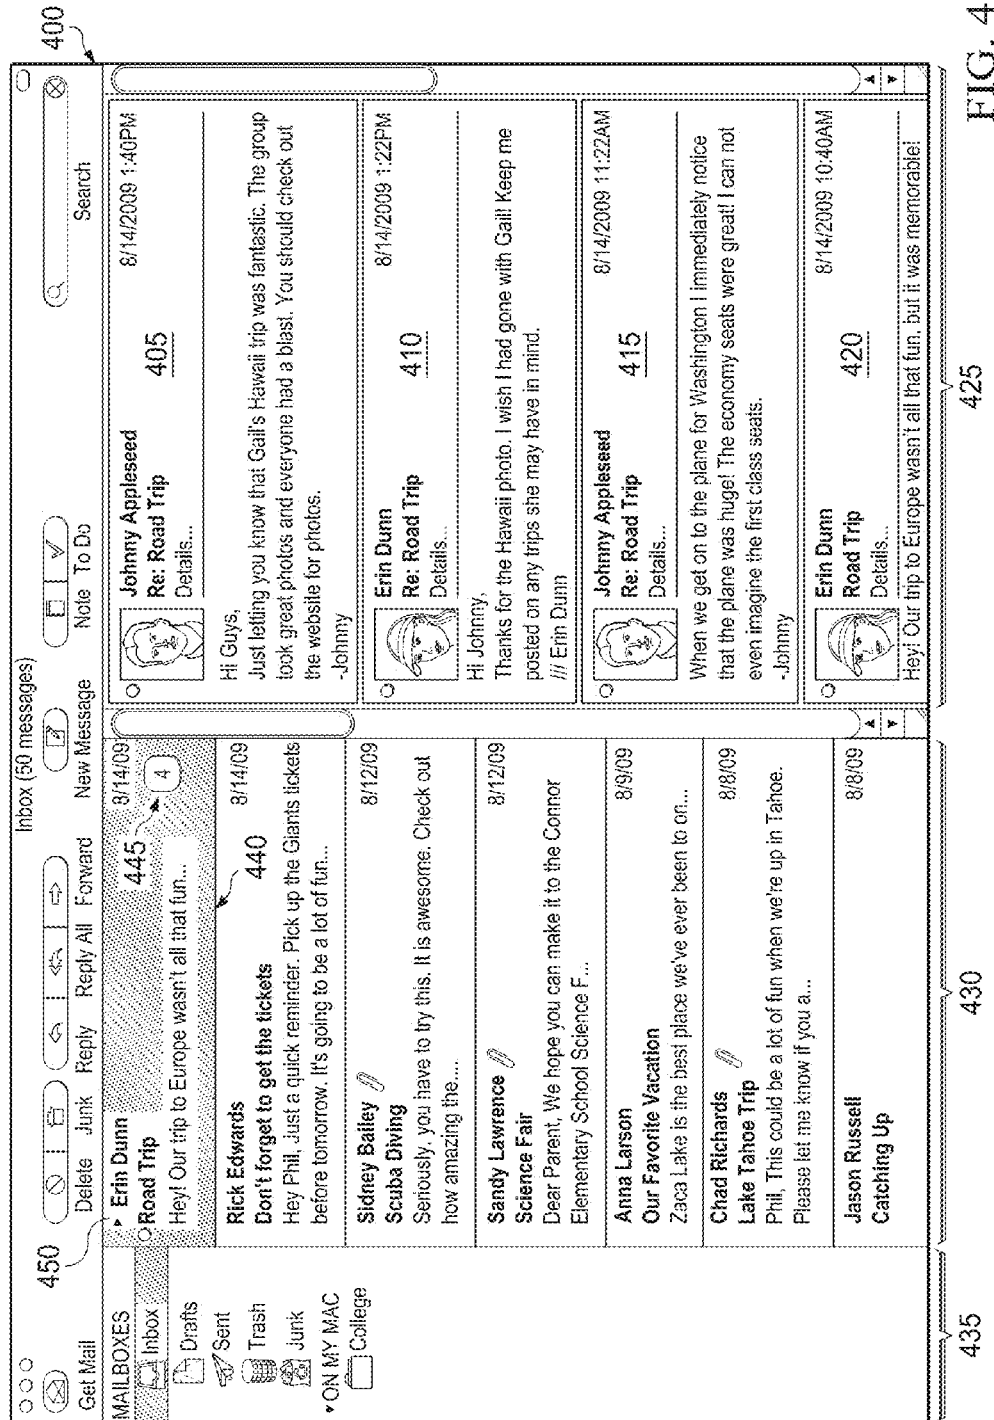 400
Inbox (50 messages)
Get Mail
Delete Junk Reply Reply All Forward New Message Note To Do Search
450
MAILBOXES
Inbox
Drafts
Sent
Trash
Junk
ON MY MAC
College
Erin Dunn 8/14/09
Road Trip 445 4
Hey! Our trip to Europe wasn't all that fun...
Rick Edwards 8/14/09
440
Don't forget to get the tickets
Hey Phil, Just a quick reminder. Pick up the Giants tickets
before tomorrow. It's going to be a lot of fun...
Sidney Bailey 8/12/09
Scuba Diving
Seriously, you have to try this. It is awesome. Check out
how amazing the....
Sandy Lawrence 8/12/09
Science Fair
Dear Parent, We hope you can make it to the Connor
Elementary School Science F...
Anna Larson 8/9/09
Our Favorite Vacation
Zaca Lake is the best place we've ever been to on...
Chad Richards 8/8/09
Lake Tahoe Trip
Phil, This could be a lot of fun when we're up in Tahoe.
Please let me know if you a...
Jason Russell 8/8/09
Catching Up
Johnny Appleseed 8/14/2009 1:40PM
Re: Road Trip 405
Details...
Hi Guys,
Just letting you know that Gail's Hawaii trip was fantastic. The group
took great photos and everyone had a blast. You should check out
the website for photos.
-Johnny
Erin Dunn 8/14/2009 1:22PM
Re: Road Trip 410
Details...
Hi Johnny,
Thanks for the Hawaii photo. I wish I had gone with Gail! Keep me
posted on any trips she may have in mind.
/// Erin Dunn
Johnny Appleseed 8/14/2009 11:22AM
Re: Road Trip 415
Details...
When we get on to the plane for Washington I immediately notice
that the plane was huge! The economy seats were great! I can not
even imagine the first class seats.
-Johnny
Erin Dunn 8/14/2009 10:40AM
Road Trip 420
Details...
Hey! Our trip to Europe wasn't all that fun, but it was memorable!
435 430 425
FIG. 4